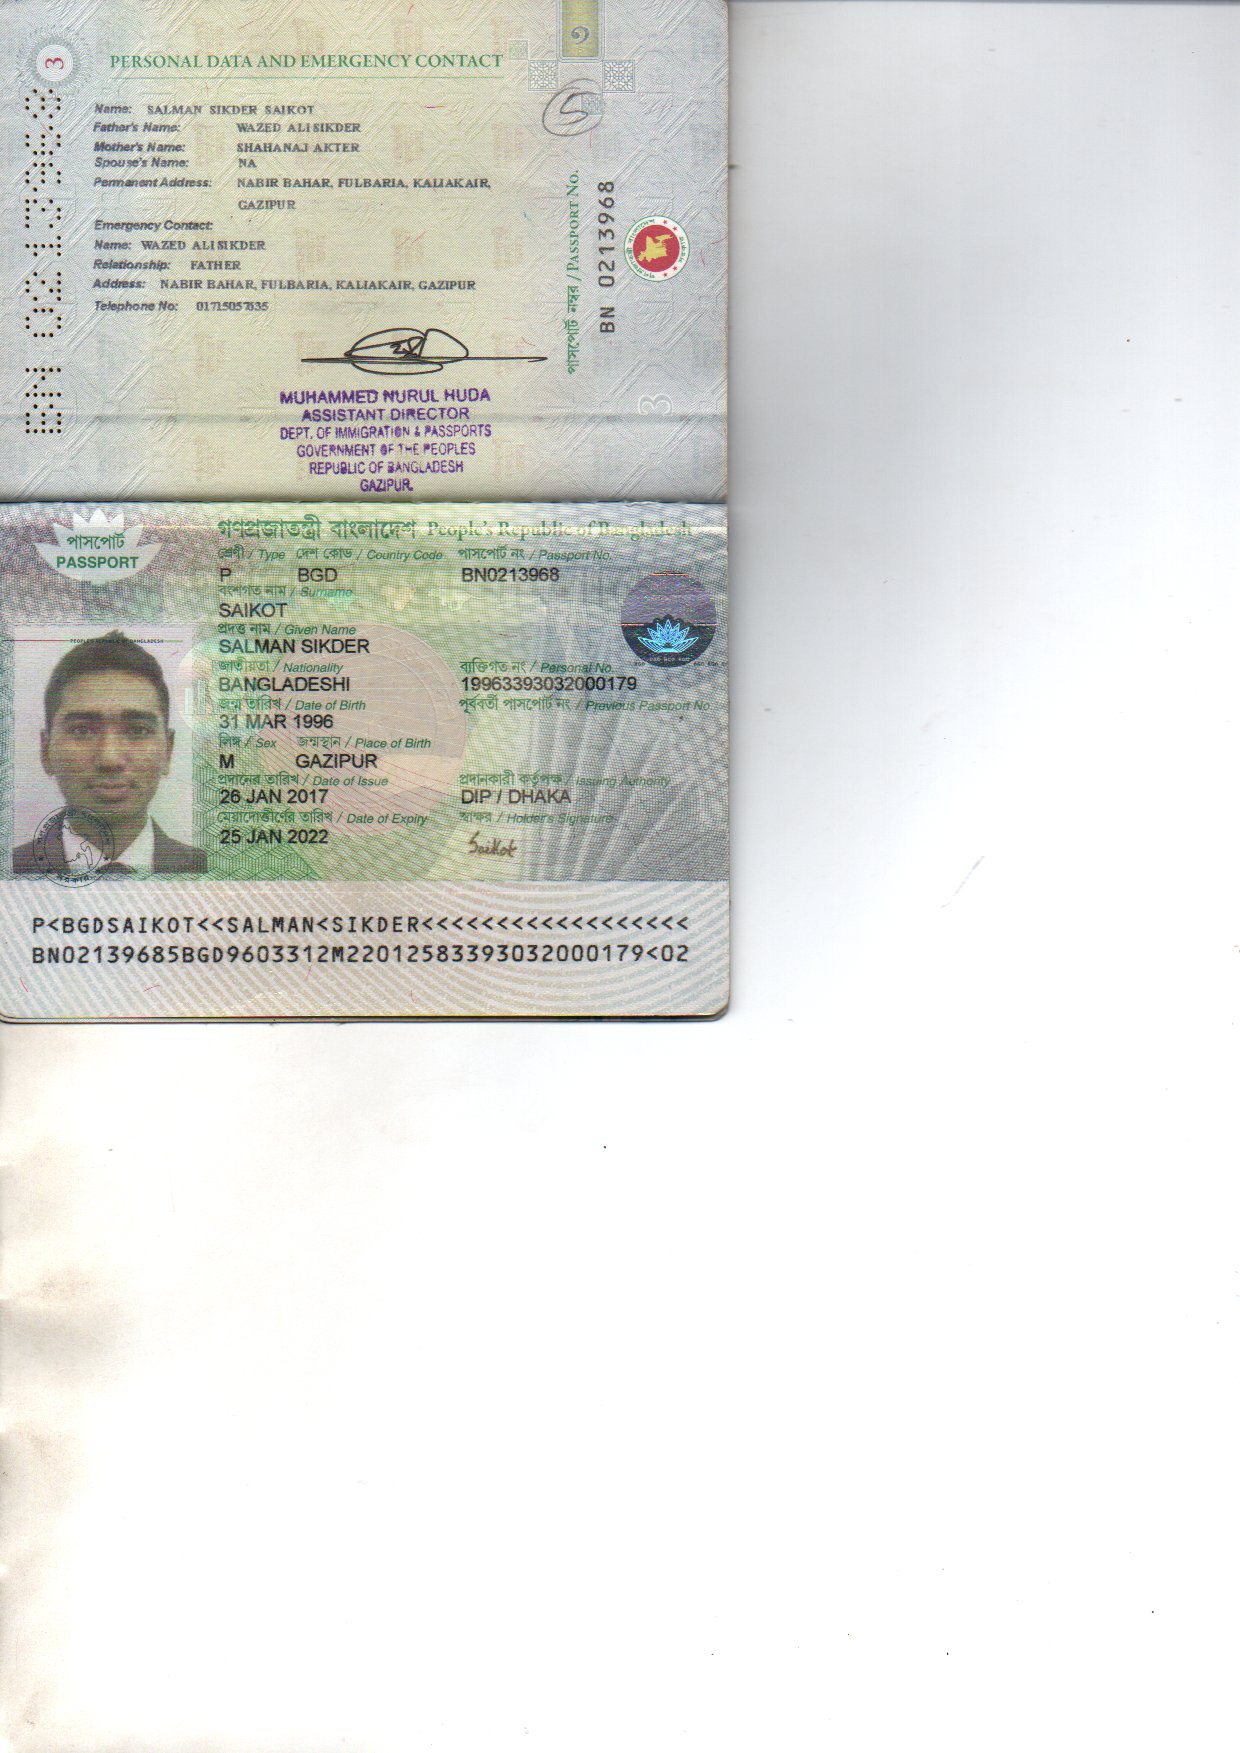 3
PERSONAL DATA AND EMERGENCY CONTACT
৩
5
Name: SALMAN SIKDER SAIKOT
Father's Name: WAZED ALI SIKDER
Mother's Name: SHAHANAJ AKTER
Spouse's Name: NA
Permanent Address: NABIR BAHAR, FULBARIA, KALIAKAIR,
GAZIPUR
Emergency Contact:
Name: WAZED ALI SIKDER
Relationship: FATHER
Address: NABIR BAHAR, FULBARIA, KALIAKAIR, GAZIPUR
Telephone No:
পাসপোর্ট নম্বর / PASSPORT NO.
BN 0213968
BN 0213968
3
MUHAMMED NURUL HUDA
ASSISTANT DIRECTOR
DEPT. OF IMMIGRATION & PASSPORTS
GOVERNMENT OF THE PEOPLES
REPUBLIC OF BANGLADESH
GAZIPUR.
পাসপোর্ট
PASSPORT
গণপ্রজাতন্ত্রী বাংলাদেশ People's Republic of Bangladesh
শ্রেণী / Type দেশ কোড / Country Code পাসপোর্ট নং / Passport No.
P BGD BN0213968
বংশগত নাম / Surname
SAIKOT
প্রদত্ত নাম / Given Name
SALMAN SIKDER
জাতীয়তা / Nationality ব্যক্তিগত নং / Personal No.
BANGLADESHI 19963393032000179
জন্ম তারিখ / Date of Birth পূর্ববর্তী পাসপোর্ট নং / Previous Passport No.
31 MAR 1996
লিঙ্গ / Sex জন্মস্থান / Place of Birth
M GAZIPUR
প্রদানের তারিখ / Date of Issue প্রদানকারী কর্তৃপক্ষ / Issuing Authority
26 JAN 2017 DIP / DHAKA
মেয়াদোত্তীর্ণের তারিখ / Date of Expiry স্বাক্ষর / Holder's Signature
25 JAN 2022 Saikot
PEOPLE'S REPUBLIC OF BANGLADESH
P<BGDSAIKOT<<SALMAN<SIKDER<<<<<<<<<<<<<<<<<<
BN02139685BGD9603312M22012583393032000179<02